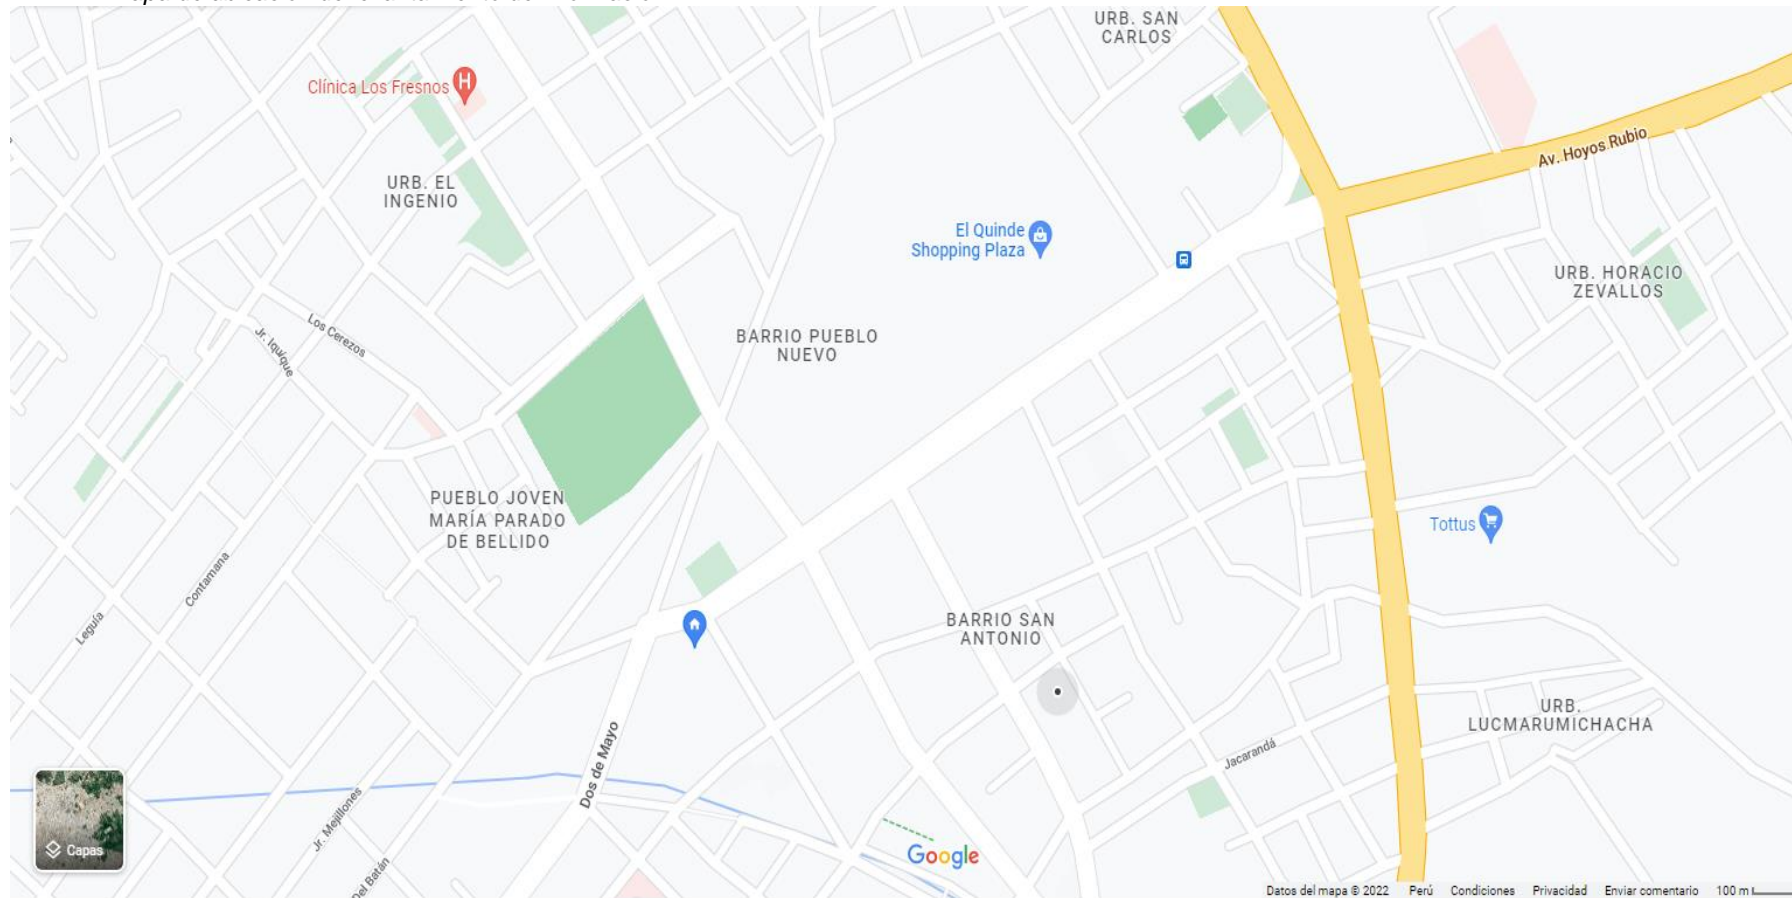 URB. SAN
CARLOS
Clínica Los Fresnos
H
Av. Hoyos Rubio
URB. EL
INGENIO
El Quinde
Shopping Plaza
URB. HORACIO
ZEVALLOS
Los Cerezos
Jr. Iquique
BARRIO PUEBLO
NUEVO
PUEBLO JOVEN
MARÍA PARADO
DE BELLIDO
Tottus
Contamana
Leguía
BARRIO SAN
ANTONIO
URB.
LUCMARUMICHACHA
Dos de Mayo
Jacarandá
Jr. Mejillones
Del Batán
Capas
Google
Datos del mapa © 2022 Perú Condiciones Privacidad Enviar comentario 100 m